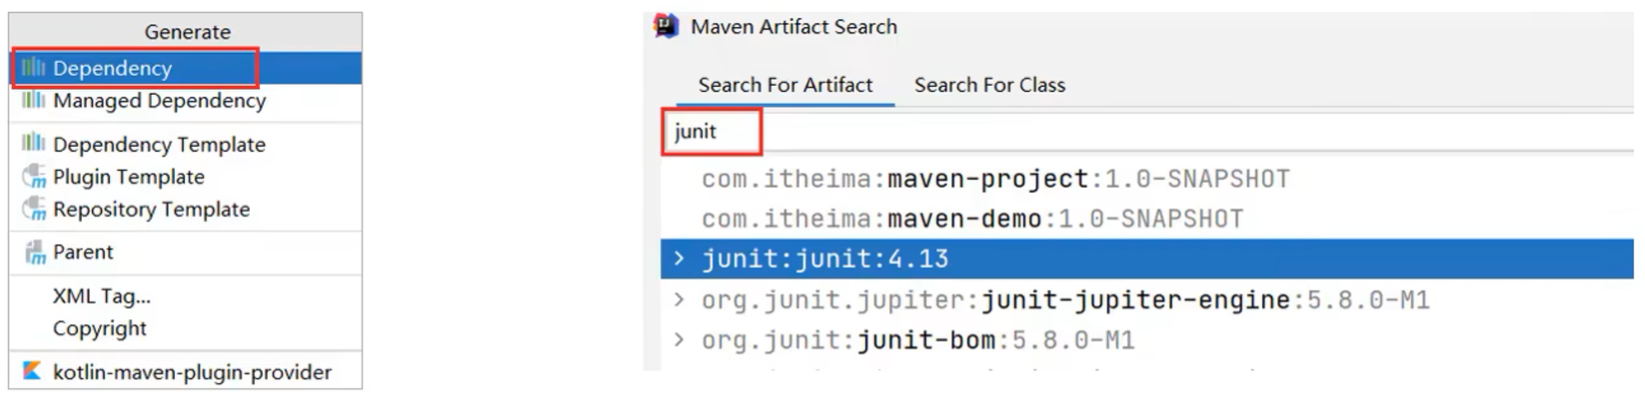 Generate
Dependency
Managed Dependency
Dependency Template
Plugin Template
Repository Template
Parent
XML Tag...
Copyright
kotlin-maven-plugin-provider
Maven Artifact Search
Search For Artifact Search For Class
junit
com.itheima:maven-project:1.0-SNAPSHOT
com.itheima:maven-demo:1.0-SNAPSHOT
junit:junit:4.13
org.junit.jupiter:junit-jupiter-engine:5.8.0-M1
org.junit:junit-bom:5.8.0-M1